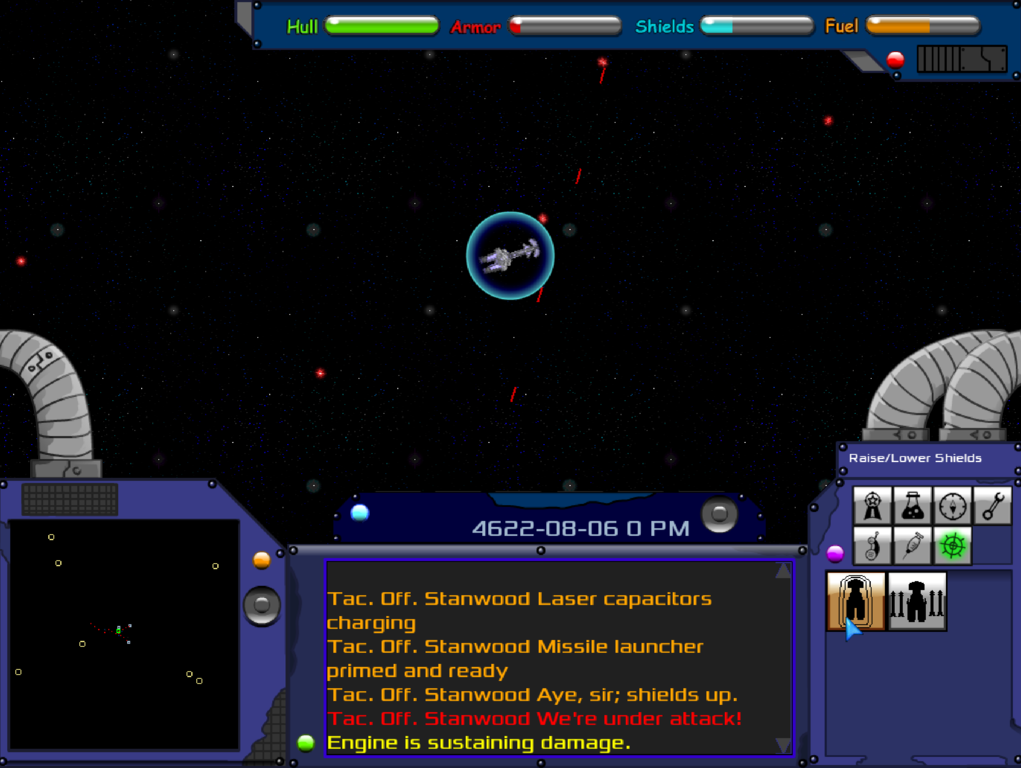 Hull Armor Shields Fuel
Raise/Lower Shields
4622-08-06 0 PM
Tac. Off. Stanwood Laser capacitors
charging
Tac. Off. Stanwood Missile launcher
primed and ready
Tac. Off. Stanwood Aye, sir; shields up.
Tac. Off. Stanwood We're under attack!
Engine is sustaining damage.